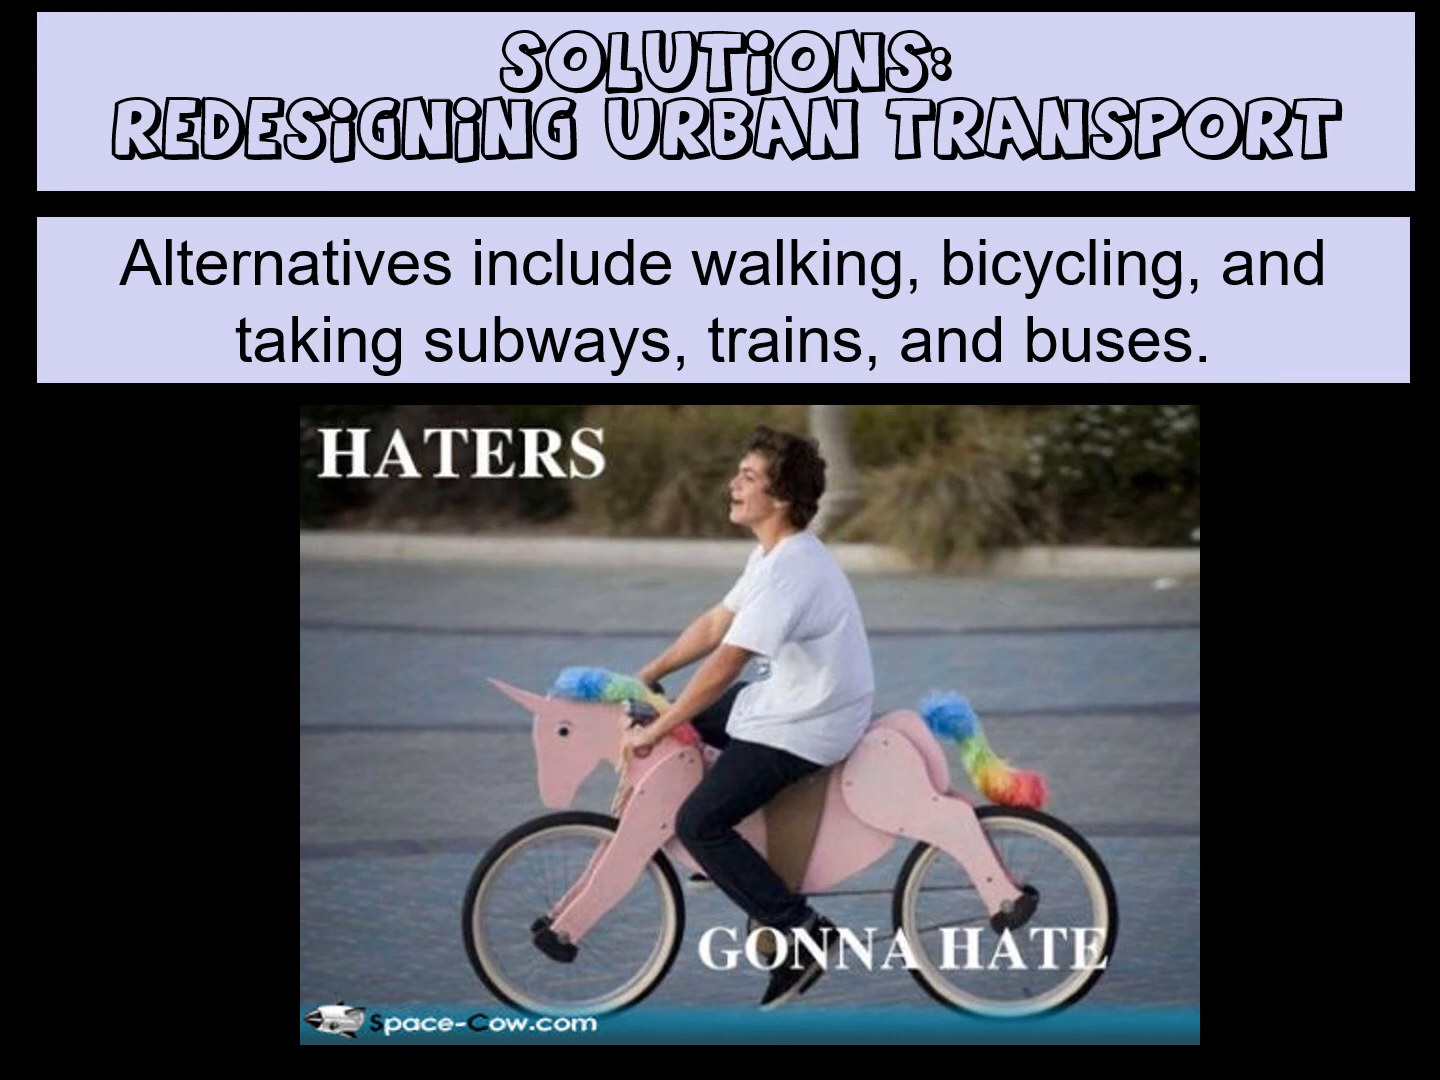 SOLUTIONS:
REDESIGNING URBAN TRANSPORT
Alternatives include walking, bicycling, and
taking subways, trains, and buses.
HATERS
GONNA HATE
Space-Cow.com